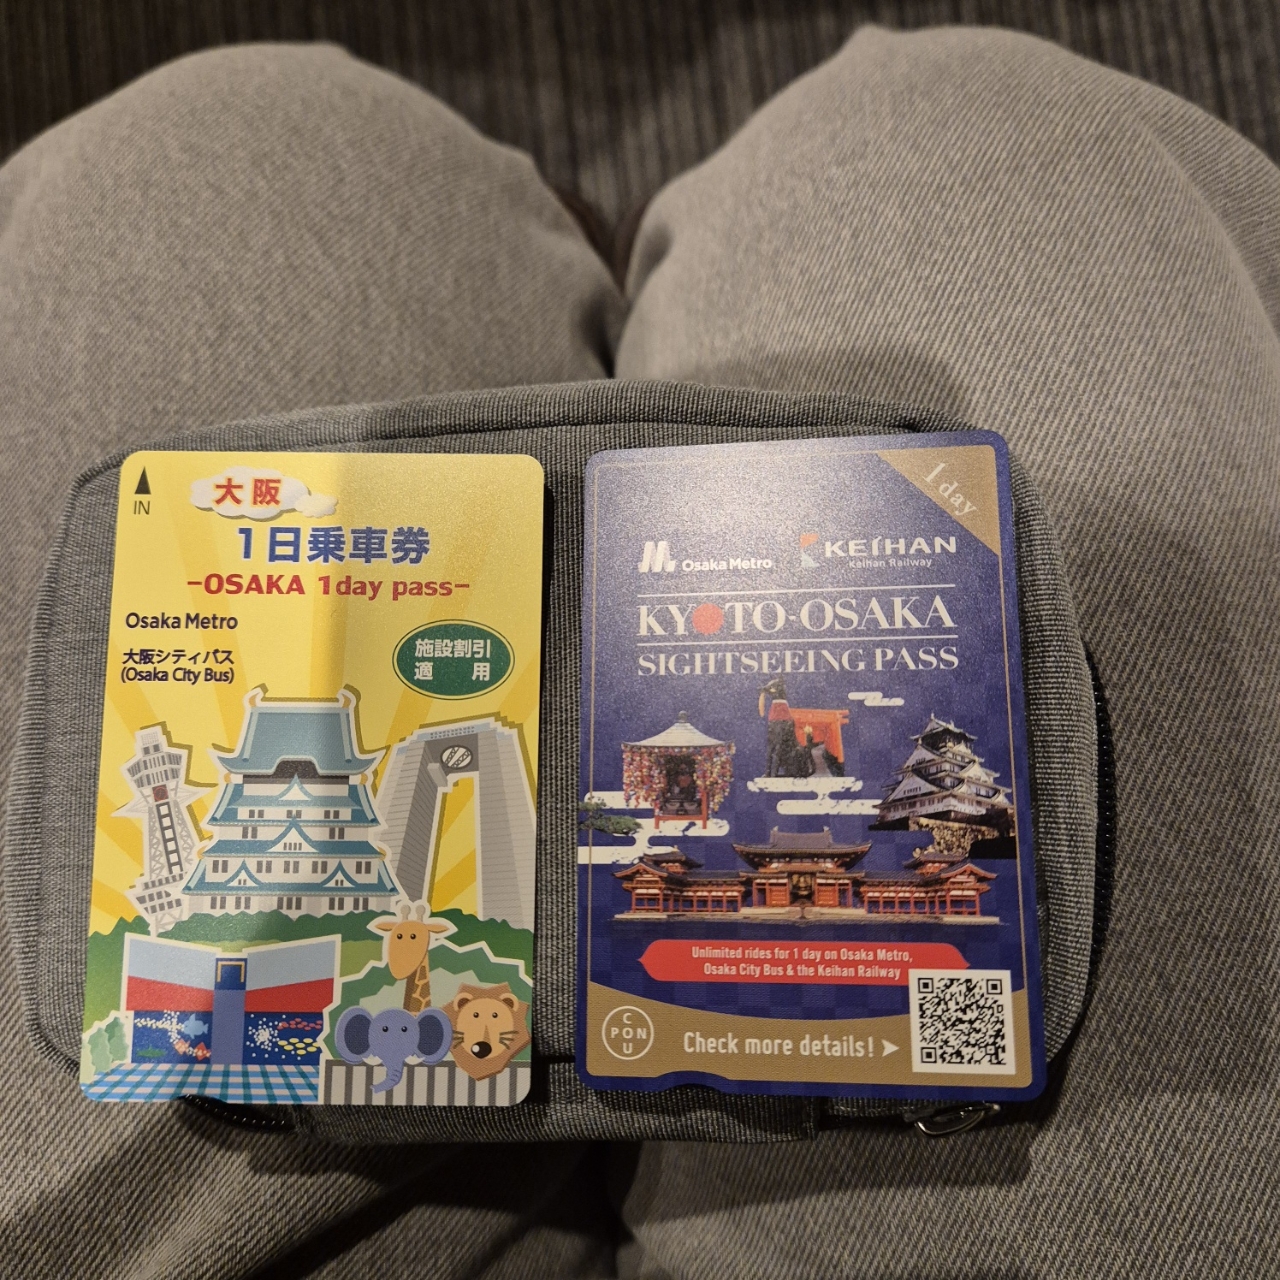 IN
大阪
1日乗車券
-OSAKA 1day pass-
Osaka Metro
大阪シティバス
(Osaka City Bus)
施設割引
適 用
1 day
Osaka Metro
KEIHAN
Keihan Railway
KYOTO-OSAKA
SIGHTSEEING PASS
Unlimited rides for 1 day on Osaka Metro,
Osaka City Bus & the Keihan Railway
COUPON
Check more details!